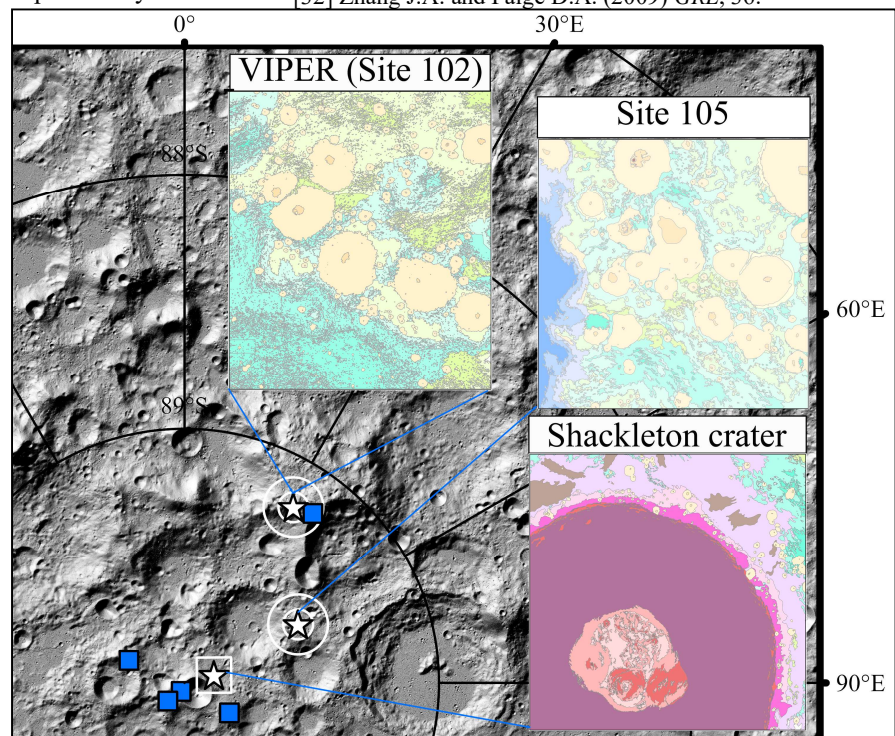 [32] Zhang J.A. and Paige D.A. (2009) GRL, 36.
0°
30°E
VIPER (Site 102)
Site 105
88°S
60°E
89°S
Shackleton crater
90°E